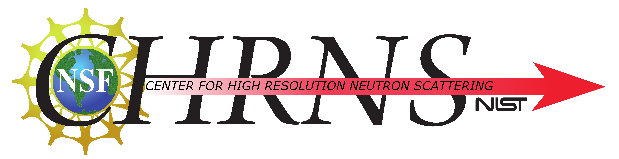 CHRNS
NSF
CENTER FOR HIGH RESOLUTION NEUTRON SCATTERING
NIST